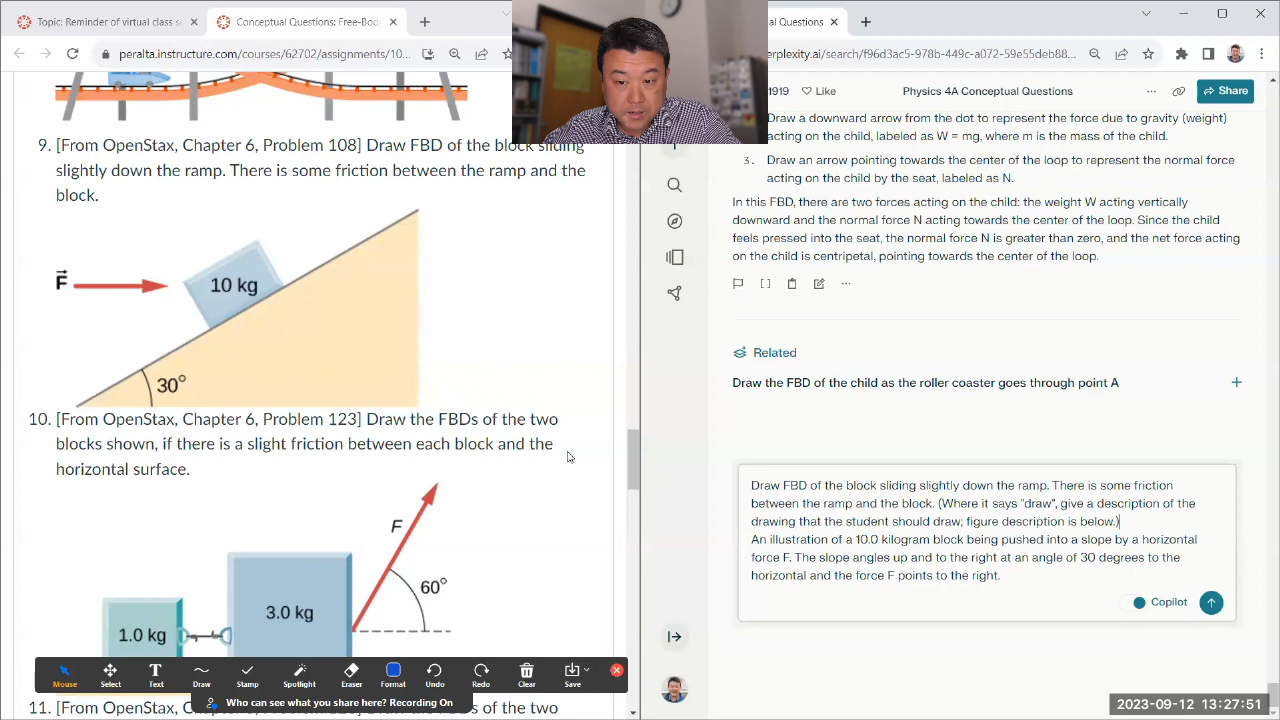 Topic: Reminder of virtual class s
Conceptual Questions: Free-Bod
al Questions
peralta.instructure.com/courses/62702/assignments/10...
erplexity.ai/search/f96d3ac5-978b-449c-a072-59e55deb88...
1919
Like
Physics 4A Conceptual Questions
Share
Draw a downward arrow from the dot to represent the force due to gravity (weight)
acting on the child, labeled as W = mg, where m is the mass of the child.
3. Draw an arrow pointing towards the center of the loop to represent the normal force
acting on the child by the seat, labeled as N.
In this FBD, there are two forces acting on the child: the weight W acting vertically
downward and the normal force N acting towards the center of the loop. Since the child
feels pressed into the seat, the normal force N is greater than zero, and the net force acting
on the child is centripetal, pointing towards the center of the loop.
Related
Draw the FBD of the child as the roller coaster goes through point A
Draw FBD of the block sliding slightly down the ramp. There is some friction
between the ramp and the block. (Where it says "draw", give a description of the
drawing that the student should draw; figure description is below.)
An illustration of a 10.0 kilogram block being pushed into a slope by a horizontal
force F. The slope angles up and to the right at an angle of 30 degrees to the
horizontal and the force F points to the right.
Copilot
9. [From OpenStax, Chapter 6, Problem 108] Draw FBD of the block sliding
slightly down the ramp. There is some friction between the ramp and the
block.
F
10 kg
30°
10. [From OpenStax, Chapter 6, Problem 123] Draw the FBDs of the two
blocks shown, if there is a slight friction between each block and the
horizontal surface.
F
60°
3.0 kg
1.0 kg
Mouse
Select
Text
Draw
Stamp
Spotlight
Eraser
Format
Undo
Redo
Clear
Save
Who can see what you share here? Recording On
2023-09-12 13:27:51